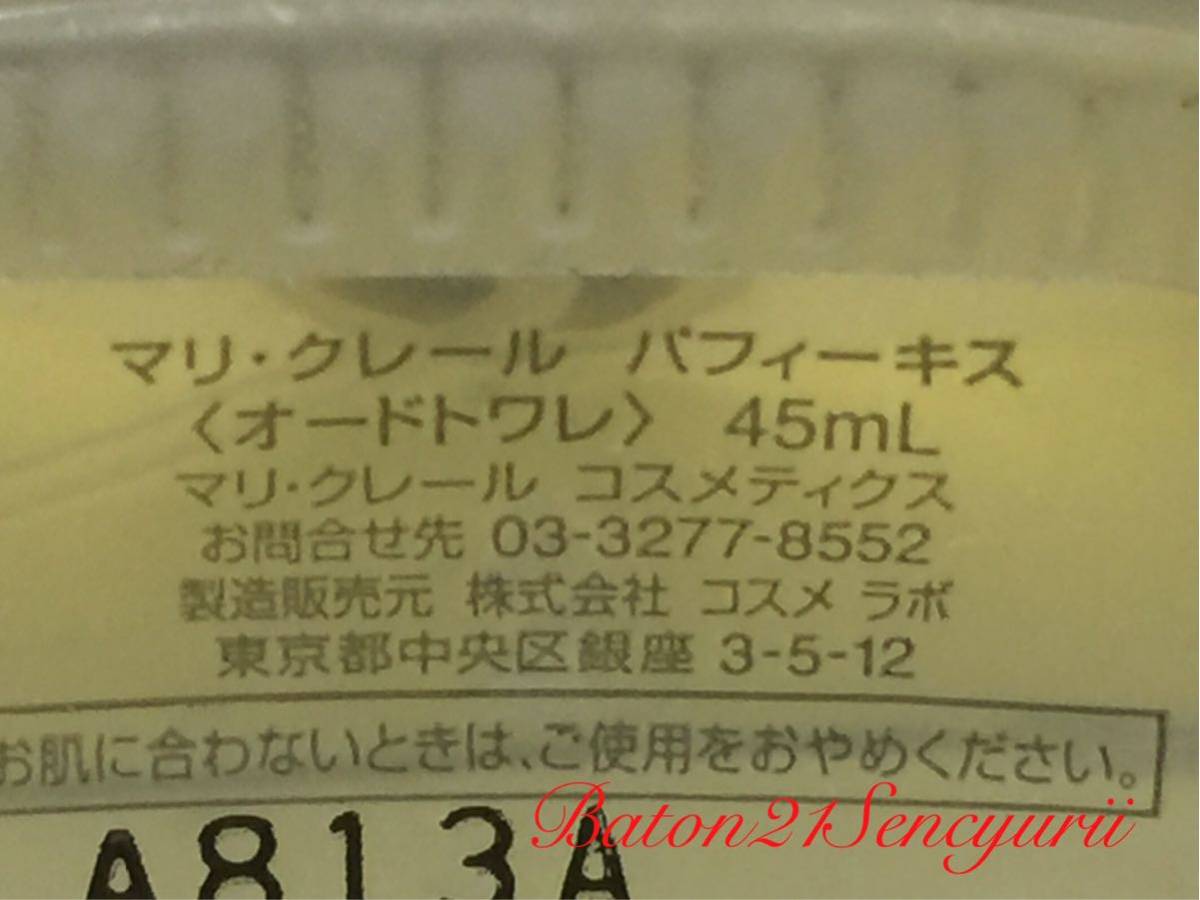 マリ・クレール パフィーキス
〈オードトワレ〉 45mL
マリ・クレール コスメティクス
お問合せ先 03-3277-8552
製造販売元 株式会社 コスメ ラボ
東京都中央区銀座 3-5-12
お肌に合わないときは、ご使用をおやめください。
Baton21Sencyurii
A813A